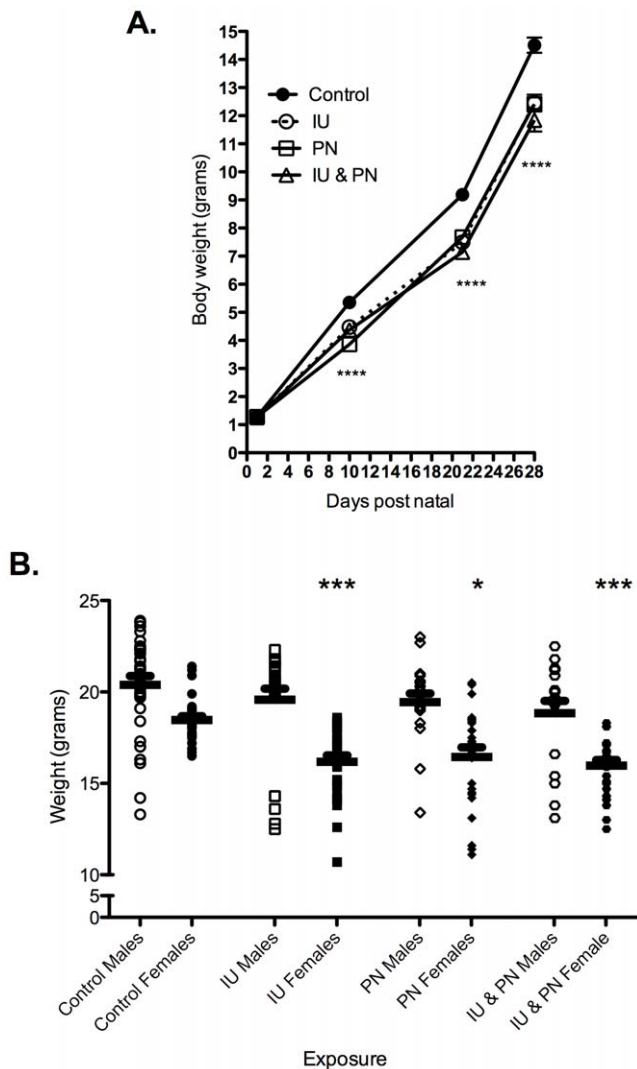 A.
15
14
13
12
11
10
9
8
7
6
5
4
3
2
1
0
Body weight (grams)
Control
IU
PN
IU & PN
****
****
****
0 2 4 6 8 10 12 14 16 18 20 22 24 26 28
Days post natal
B.
*** * ***
25
20
15
10
5
0
Weight (grams)
Control Males
Control Females
IU Males
IU Females
PN Males
PN Females
IU & PN Males
IU & PN Female
Exposure